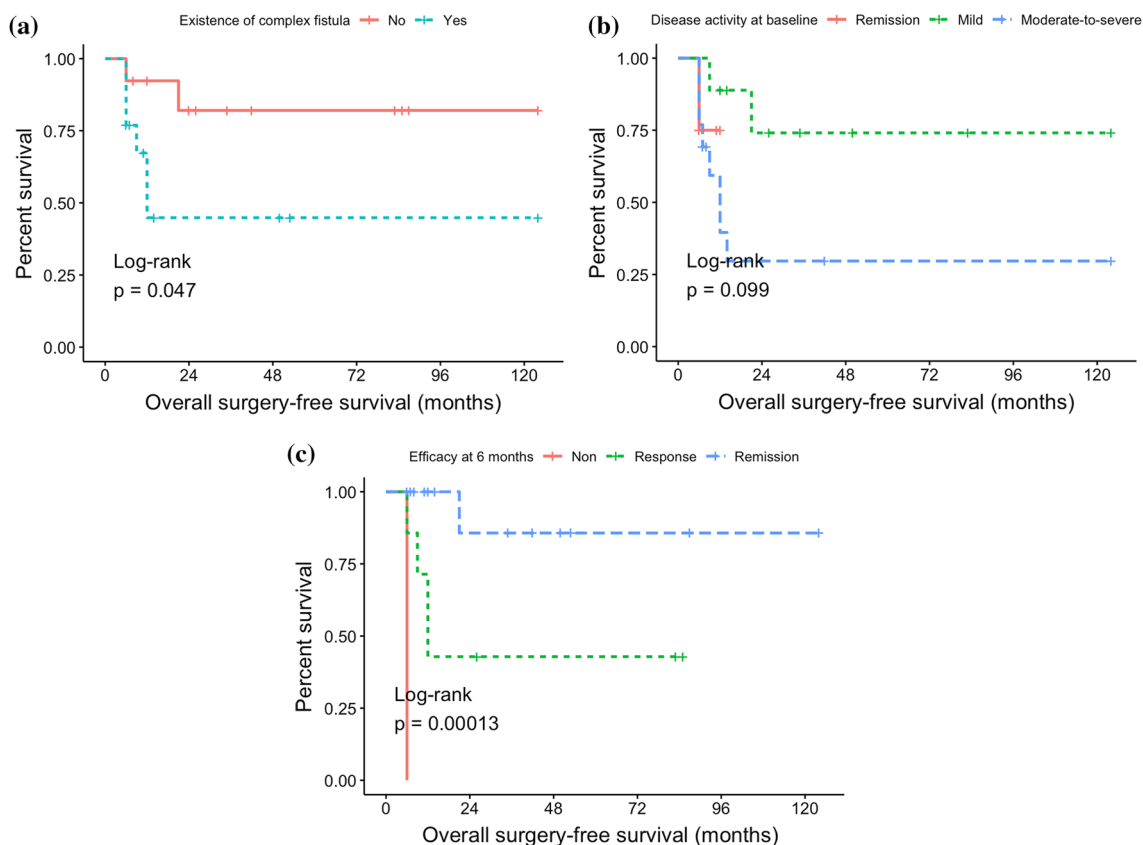 (a)
Existence of complex fistula No Yes
Percent survival
1.00
0.75
0.50
0.25
0.00
Log-rank
p = 0.047
0 24 48 72 96 120
Overall surgery-free survival (months)
(b)
Disease activity at baseline Remission Mild Moderate-to-severe
Percent survival
1.00
0.75
0.50
0.25
0.00
Log-rank
p = 0.099
0 24 48 72 96 120
Overall surgery-free survival (months)
(c)
Efficacy at 6 months Non Response Remission
Percent survival
1.00
0.75
0.50
0.25
0.00
Log-rank
p = 0.00013
0 24 48 72 96 120
Overall surgery-free survival (months)